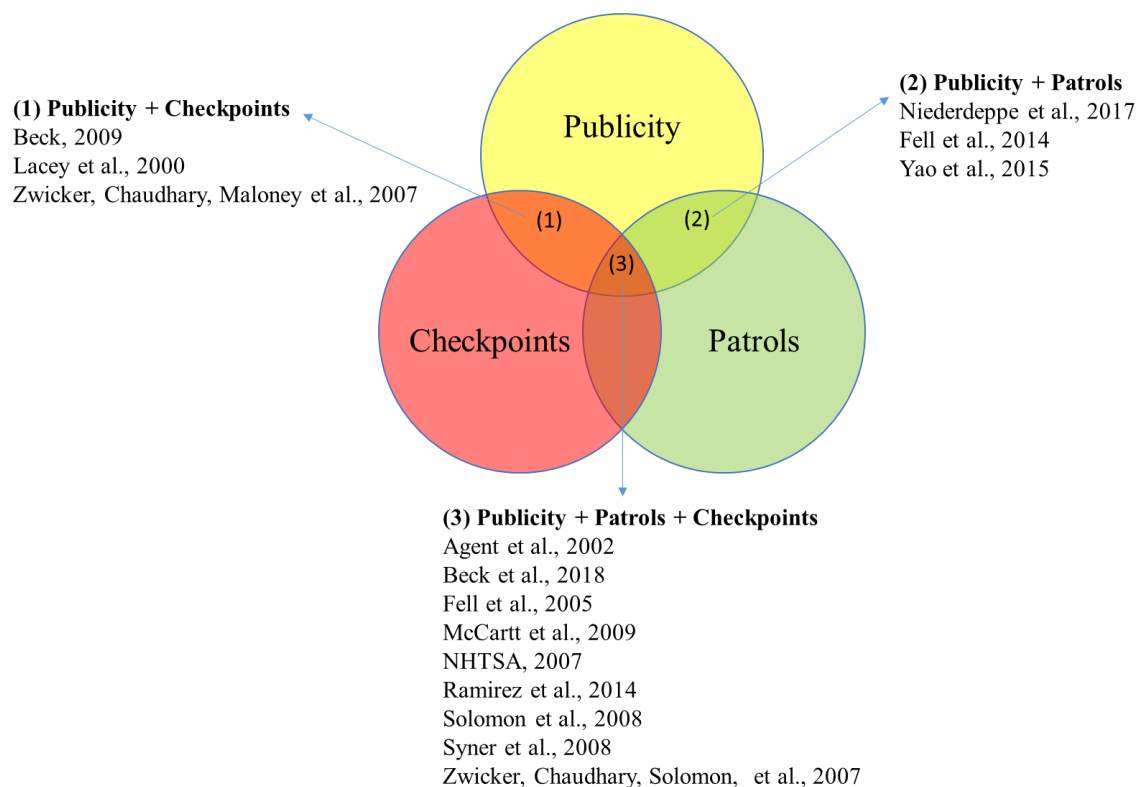 (1) Publicity + Checkpoints
Beck, 2009
Lacey et al., 2000
Zwicker, Chaudhary, Maloney et al., 2007
(2) Publicity + Patrols
Niederdeppe et al., 2017
Fell et al., 2014
Yao et al., 2015
Publicity
(1)
(2)
(3)
Checkpoints
Patrols
(3) Publicity + Patrols + Checkpoints
Agent et al., 2002
Beck et al., 2018
Fell et al., 2005
McCartt et al., 2009
NHTSA, 2007
Ramirez et al., 2014
Solomon et al., 2008
Syner et al., 2008
Zwicker, Chaudhary, Solomon, et al., 2007